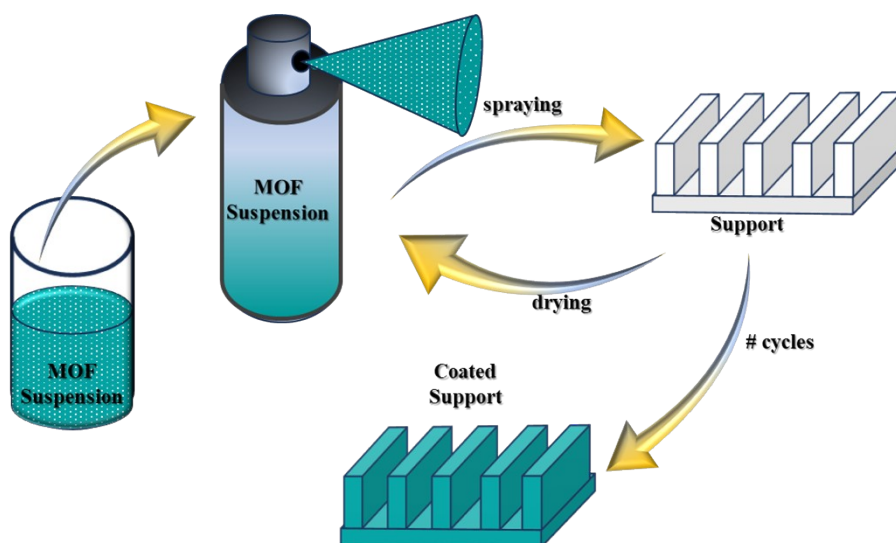 spraying
MOF
Suspension
Support
drying
# cycles
MOF
Suspension
Coated
Support